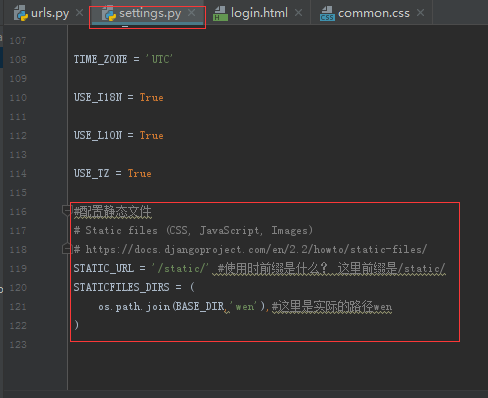 urls.py × settings.py × login.html × common.css ×
107
108 TIME_ZONE = 'UTC'
109
110 USE_I18N = True
111
112 USE_L10N = True
113
114 USE_TZ = True
115
116 #配置静态文件
117 # Static files (CSS, JavaScript, Images)
118 # https://docs.djangoproject.com/en/2.2/howto/static-files/
119 STATIC_URL = '/static/' #使用时前缀是什么？ 这里前缀是/static/
120 STATICFILES_DIRS = (
121 os.path.join(BASE_DIR,'wen'),#这里是实际的路径wen
122 )
123